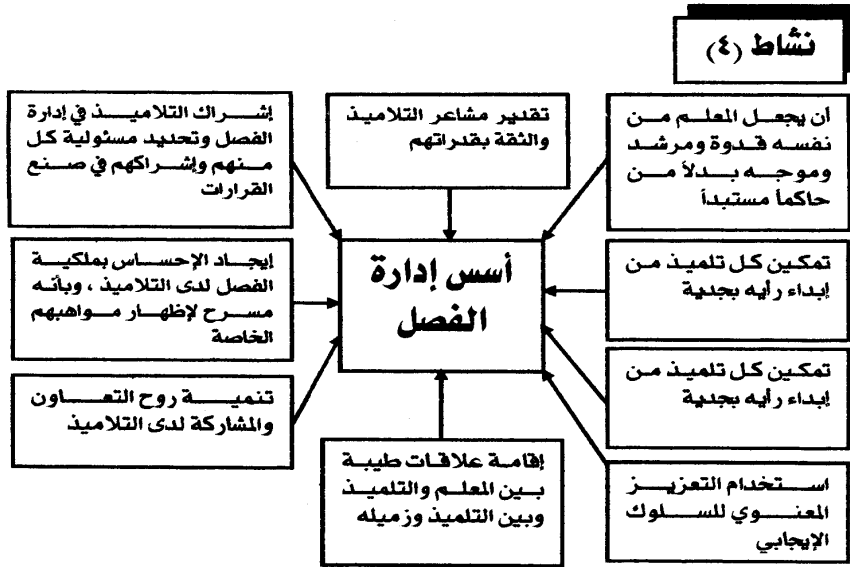 نشاط (٤)
أن يجعل المعلم من
نفسه قدوة ومرشد
وموجه بدلاً من
حاكماً مستبداً
تقدير مشاعر التلاميذ
والثقة بقدراتهم
إشراك التلاميذ في إدارة
الفصل وتحديد مسئولية كل
منهم وإشراكهم في صنع
القرارات
تمكين كل تلميذ من
إبداء رأيه بجدية
أسس إدارة
الفصل
إيجاد الإحساس بملكية
الفصل لدى التلاميذ ، وبأنه
مسرح لإظهار مواهبهم
الخاصة
تمكين كل تلميذ من
إبداء رأيه بجدية
تنمية روح التعاون
والمشاركة لدى التلاميذ
استخدام التعزيز
المعنوي للسلوك
الإيجابي
إقامة علاقات طيبة
بين المعلم والتلميذ
وبين التلميذ وزميله